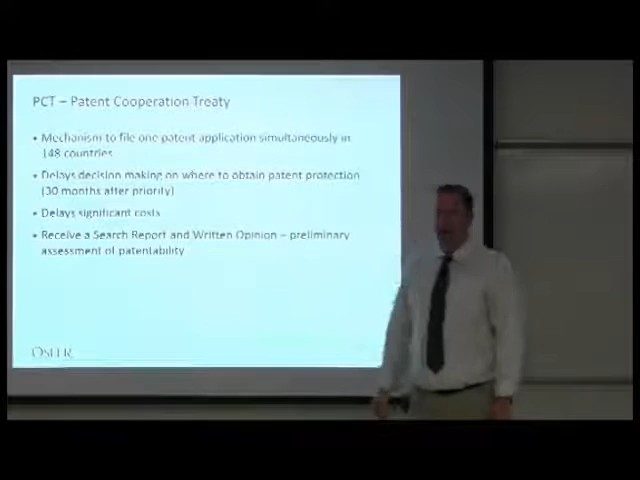 PCT – Patent Cooperation Treaty
• Mechanism to file one patent application simultaneously in
148 countries
• Delays decision making on where to obtain patent protection
(30 months after priority)
• Delays significant costs
• Receive a Search Report and Written Opinion – preliminary
assessment of patentability
OSLER